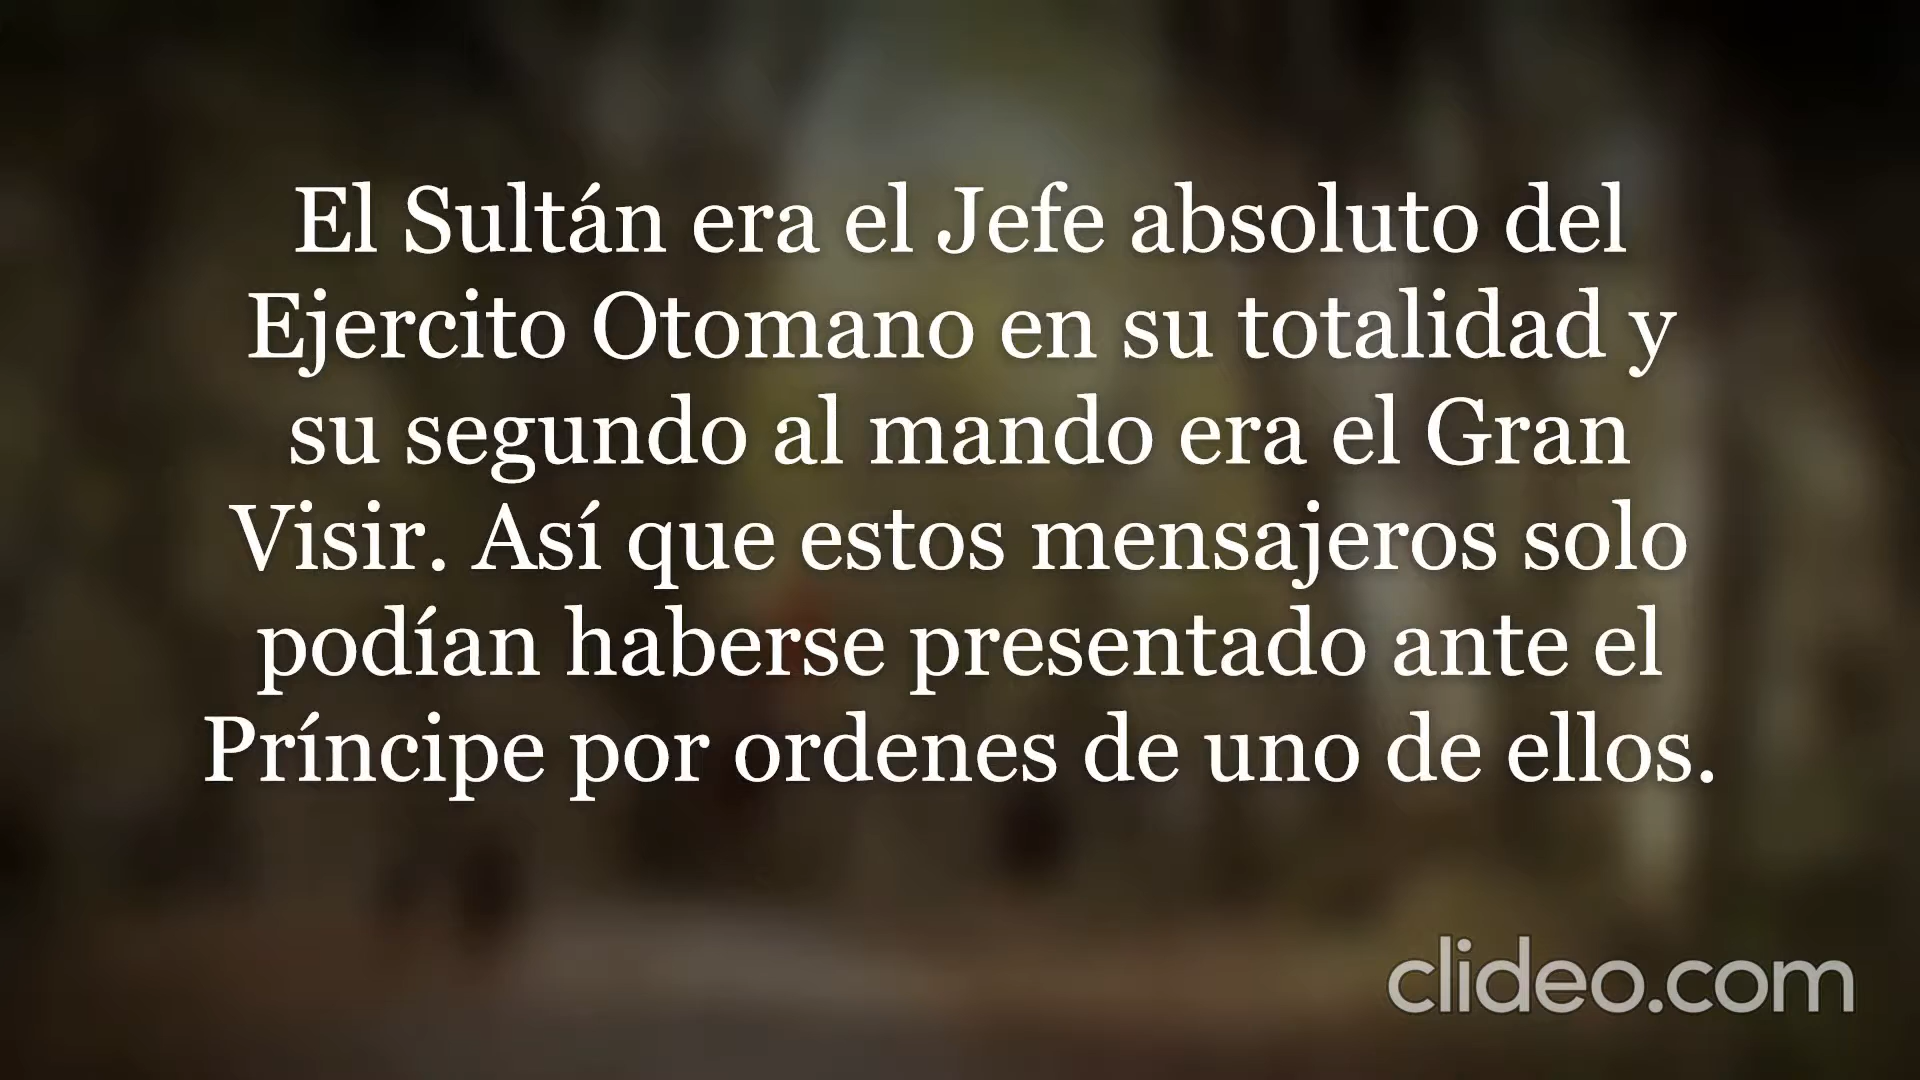 El Sultán era el Jefe absoluto del
Ejercito Otomano en su totalidad y
su segundo al mando era el Gran
Visir. Así que estos mensajeros solo
podían haberse presentado ante el
Príncipe por ordenes de uno de ellos.
clideo.com